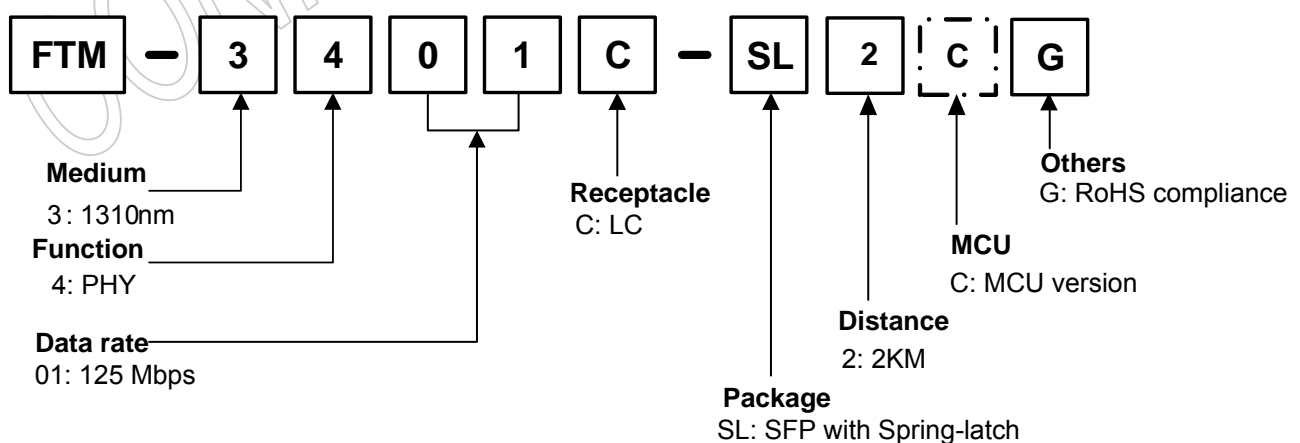 FTM - 3 4 0 1 C - SL 2 C G
Medium
3: 1310nm
Function
4: PHY
Data rate
01: 125 Mbps
Receptacle
C: LC
Package
SL: SFP with Spring-latch
Distance
2: 2KM
MCU
C: MCU version
Others
G: RoHS compliance